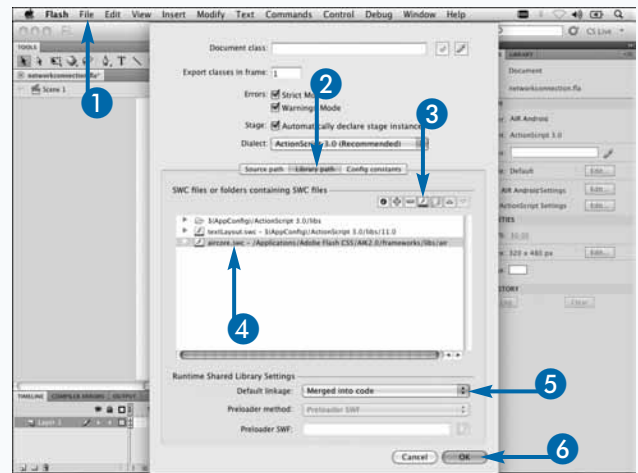 Flash File Edit View Insert Modify Text Commands Control Debug Window Help
CS Live
TOOLS
LIBRARY
networkconnection.fla*
Scene 1
1
Document class:
Export classes in frame: 1
2
Errors: Strict Mo
Warnings Mode
3
Stage: Automatically declare stage instance
Dialect: ActionScript 3.0 (Recommended)
Source path Library path Config constants
SWC files or folders containing SWC files
$(AppConfig)/ActionScript 3.0/libs
textLayout.swc - $(AppConfig)/ActionScript 3.0/libs/11.0
aircore.swc - /Applications/Adobe Flash CS5/AIR2.0/frameworks/libs/air
4
Runtime Shared Library Settings
Default linkage: Merged into code
5
Preloader method: Preloader SWF
Preloader SWF:
Cancel OK
6
Document
networkconnection.fla
AIR Android
ActionScript 3.0
Default Edit...
AIR Android Settings Edit...
ActionScript Settings Edit...
320 x 480 px Edit...
Clear
TIMELINE COMPILER ERRORS OUTPUT
Layer 1